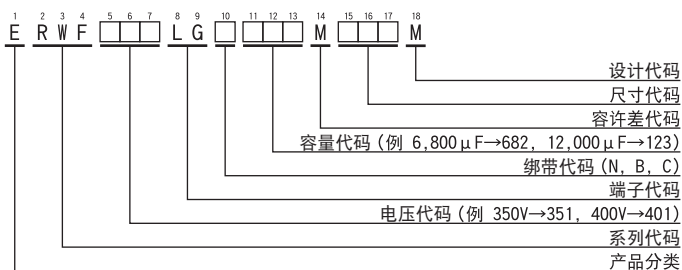 1 2 3 4 5 6 7 8 9 10 11 12 13 14 15 16 17 18
E R W F □□□ L G □ □□□ M □□□ M
设计代码
尺寸代码
容许差代码
容量代码 (例 6,800μF→682, 12,000μF→123)
绑带代码 (N, B, C)
端子代码
电压代码 (例 350V→351, 400V→401)
系列代码
产品分类